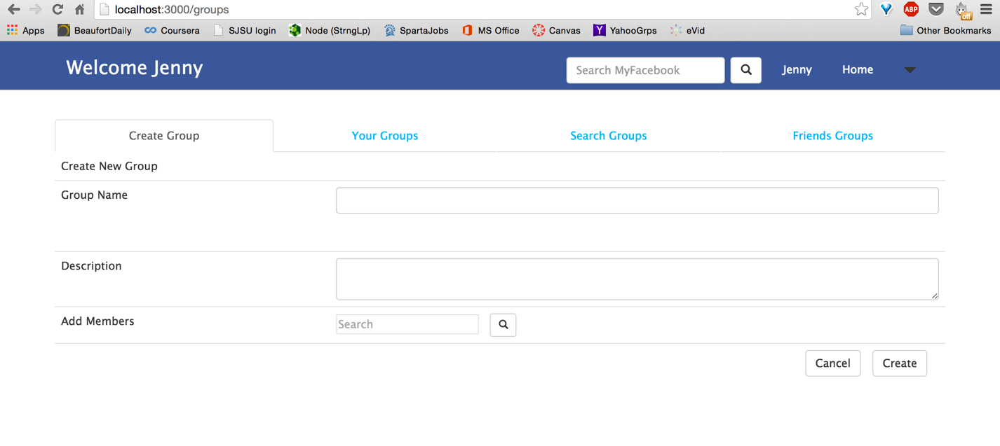 localhost:3000/groups
ABP
off
Apps BeaufortDaily Coursera SJSU login Node (StrngLp) SpartaJobs MS Office Canvas Y YahooGrps eVid Other Bookmarks
Welcome Jenny Search MyFacebook Jenny Home
Create Group Your Groups Search Groups Friends Groups
Create New Group
Group Name
Description
Add Members Search
Cancel Create